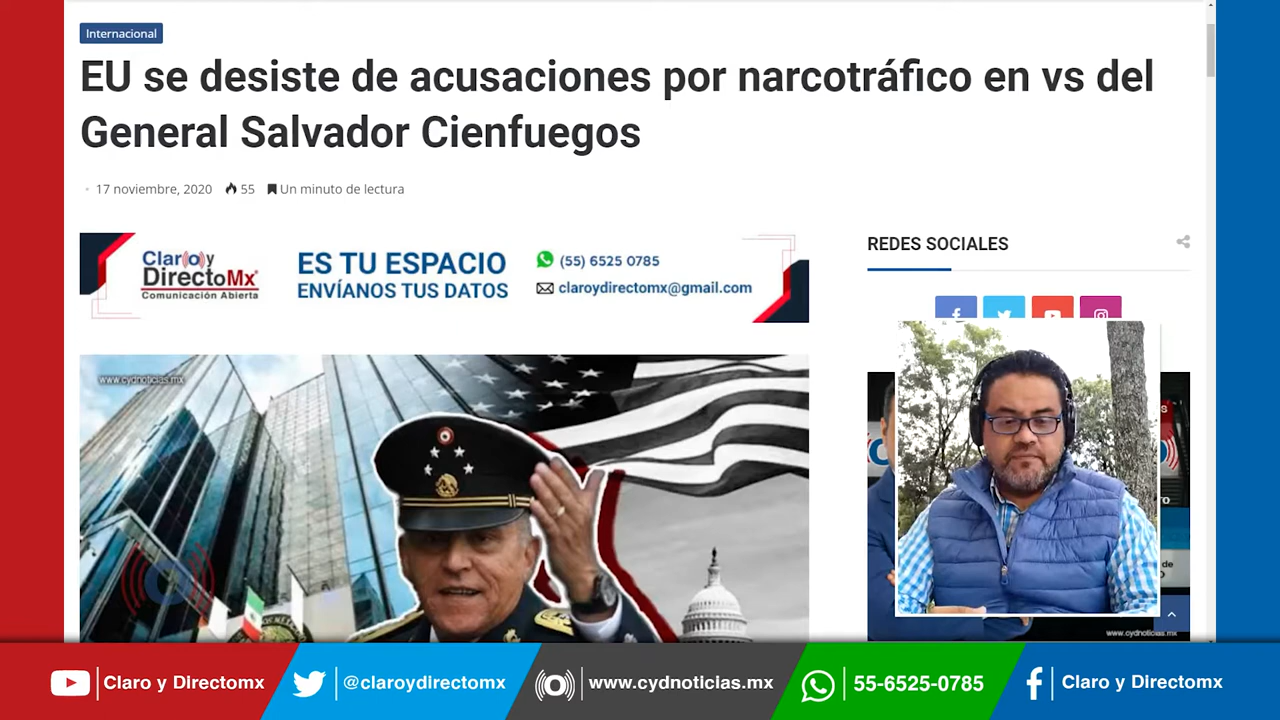 Internacional
EU se desiste de acusaciones por narcotráfico en vs del
General Salvador Cienfuegos
17 noviembre, 2020
55
Un minuto de lectura
Claro y
DirectoMx
Comunicación Abierta
ES TU ESPACIO
ENVÍANOS TUS DATOS
(55) 6525 0785
claroydirectomx@gmail.com
REDES SOCIALES
www.cydnoticias.mx
www.cydnoticias.mx
Claro y Directomx
@claroydirectomx
www.cydnoticias.mx
55-6525-0785
Claro y Directomx